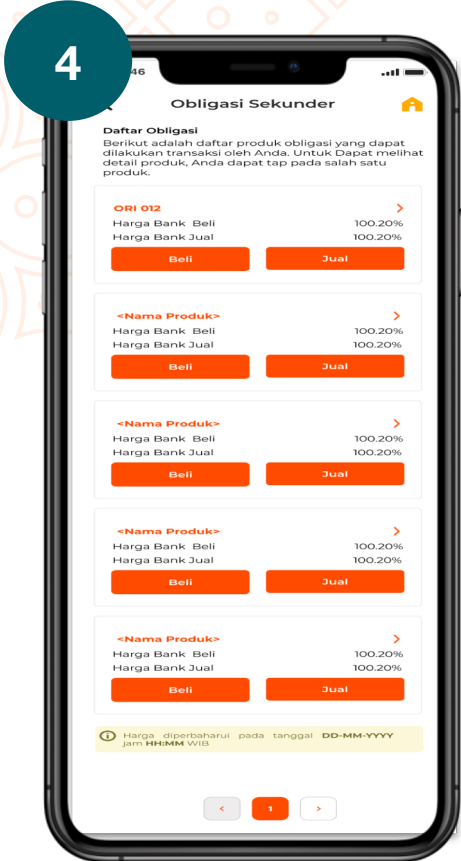 4
46
Obligasi Sekunder
Daftar Obligasi
Berikut adalah daftar produk obligasi yang dapat
dilakukan transaksi oleh Anda. Untuk Dapat melihat
detail produk, Anda dapat tap pada salah satu
produk.
ORI 012 >
Harga Bank Beli 100.20%
Harga Bank Jual 100.20%
Beli Jual
<Nama Produk> >
Harga Bank Beli 100.20%
Harga Bank Jual 100.20%
Beli Jual
<Nama Produk> >
Harga Bank Beli 100.20%
Harga Bank Jual 100.20%
Beli Jual
<Nama Produk> >
Harga Bank Beli 100.20%
Harga Bank Jual 100.20%
Beli Jual
<Nama Produk> >
Harga Bank Beli 100.20%
Harga Bank Jual 100.20%
Beli Jual
Harga diperbaharui pada tanggal DD-MM-YYYY
jam HH:MM WIB
< 1 >